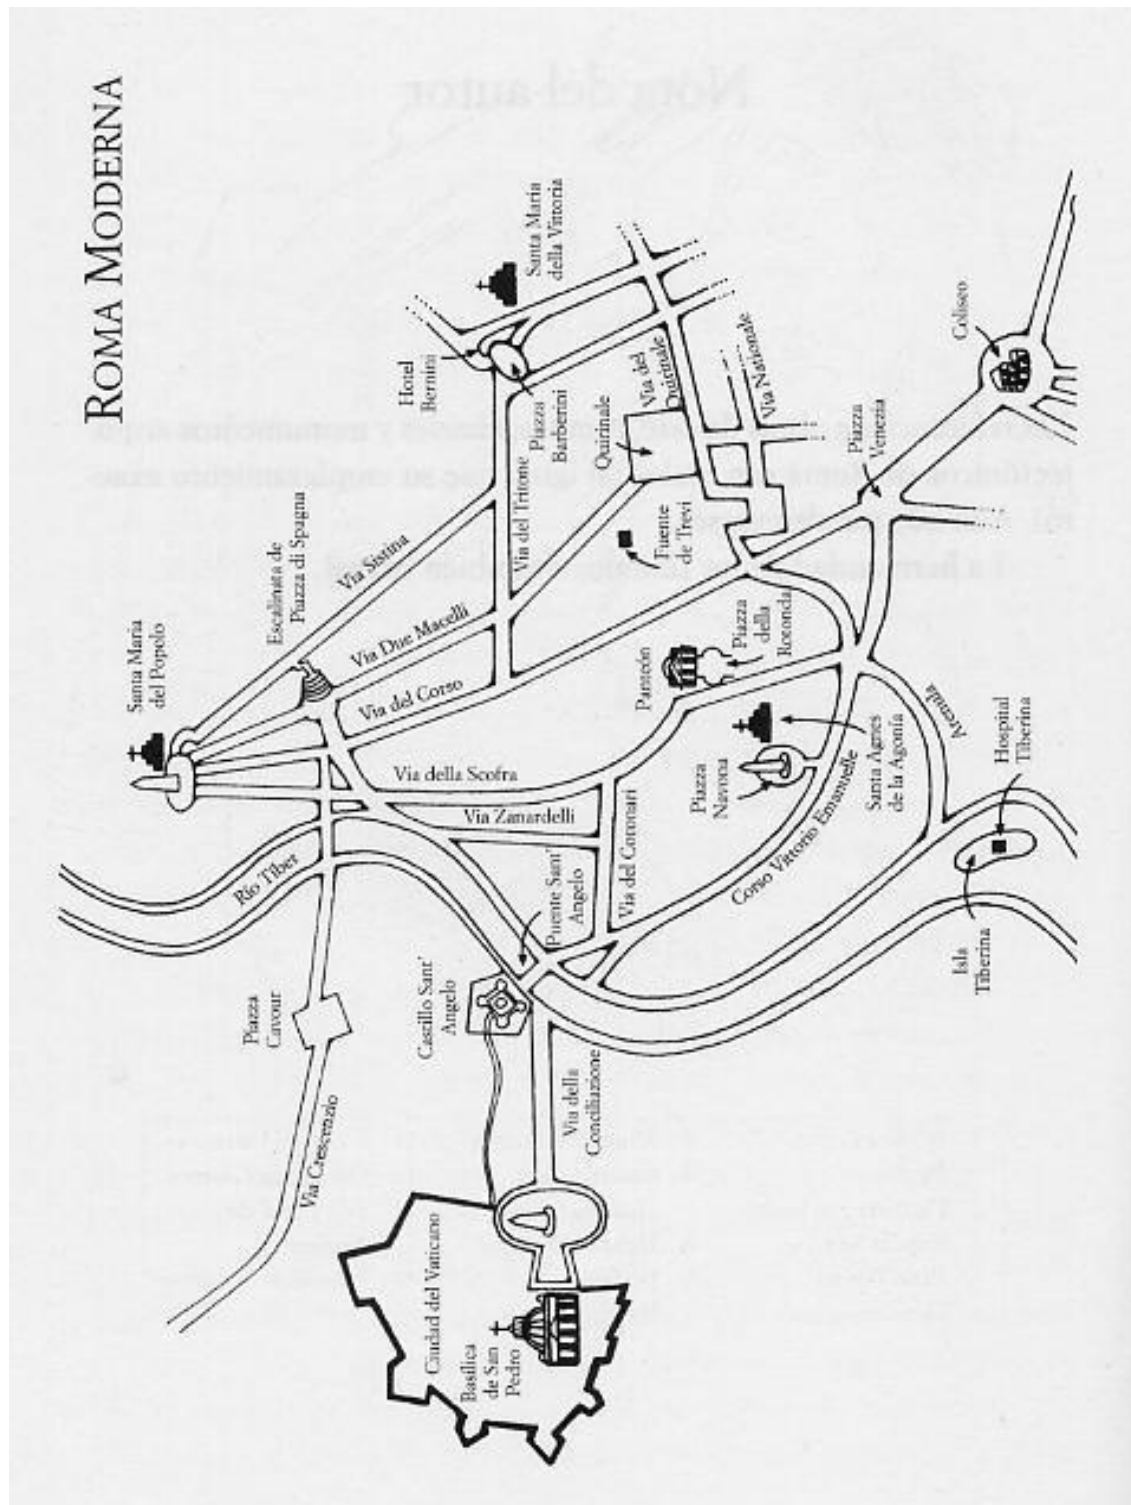 ROMA MODERNA
Santa Maria
del Popolo
Escalinata de
Piazza di Spagna
Hotel
Bernini
Santa Maria
della Vittoria
Via Sistina
Piazza
Barberini
Via del Tritone
Via Due Macelli
Via del Corso
Quirinale
Via del
Quirinale
Via Nationale
Fuente
de Trevi
Piazza
Venezia
Coliseo
Río Tíber
Via della Scofra
Via Zanardelli
Panteón
Piazza
della
Rotonda
Piazza
Navona
Santa Agnes
de la Agonía
Via del Coronari
Corso Vittorio Emanuelle
Arenula
Hospital
Tiberina
Isla
Tiberina
Piazza
Cavour
Puente Sant'
Angelo
Castillo Sant'
Angelo
Via Crescenzio
Via della
Conciliazione
Ciudad del Vaticano
Basílica
de San
Pedro